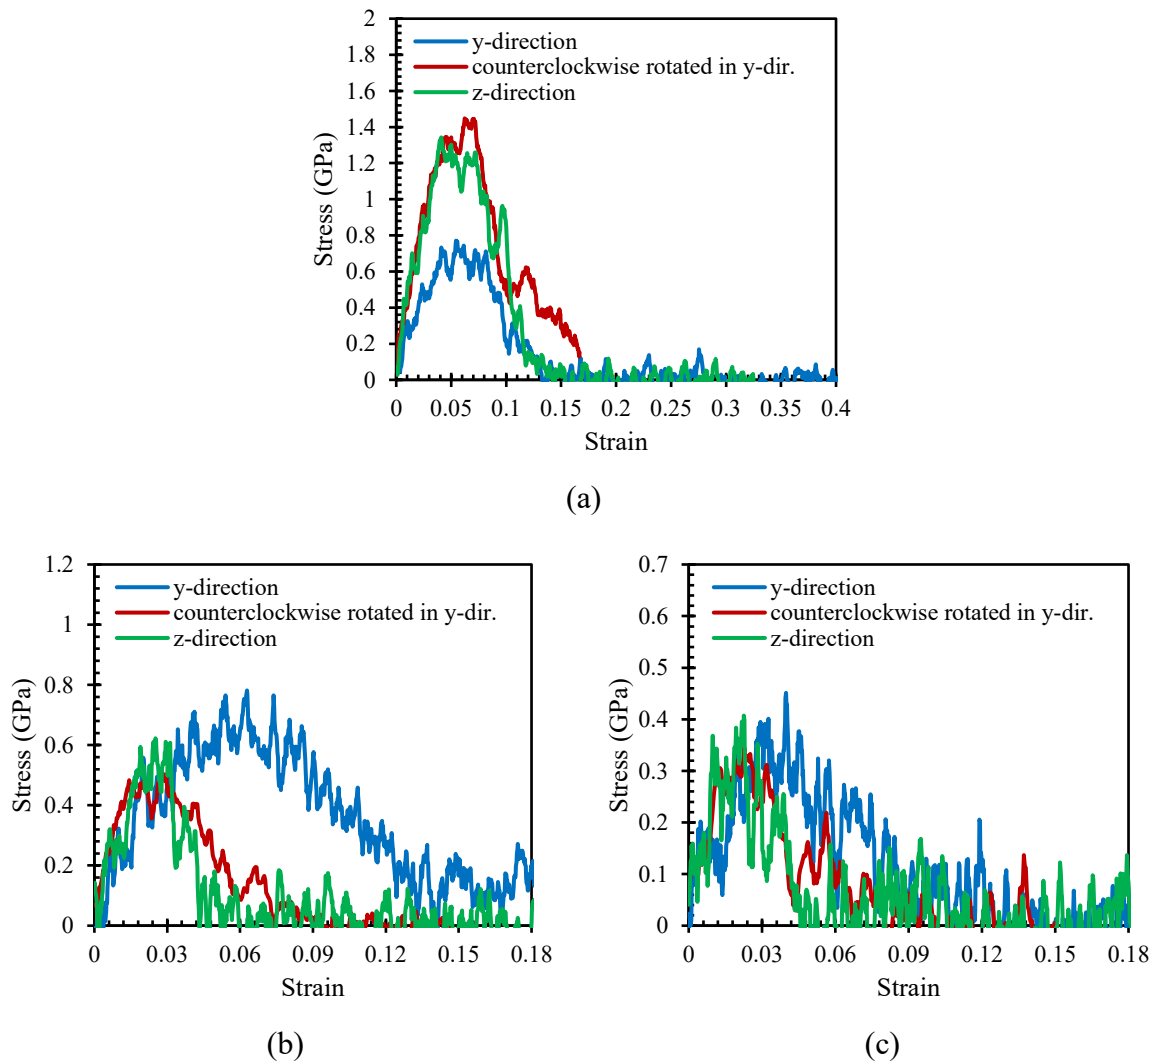 2
1.8
1.6
1.4
1.2
1
0.8
0.6
0.4
0.2
0
Stress (GPa)
y-direction
counterclockwise rotated in y-dir.
z-direction
0 0.05 0.1 0.15 0.2 0.25 0.3 0.35 0.4
Strain
(a)
1.2
1
0.8
0.6
0.4
0.2
0
Stress (GPa)
y-direction
counterclockwise rotated in y-dir.
z-direction
0 0.03 0.06 0.09 0.12 0.15 0.18
Strain
(b)
0.7
0.6
0.5
0.4
0.3
0.2
0.1
0
Stress (GPa)
y-direction
counterclockwise rotated in y-dir.
z-direction
0 0.03 0.06 0.09 0.12 0.15 0.18
Strain
(c)